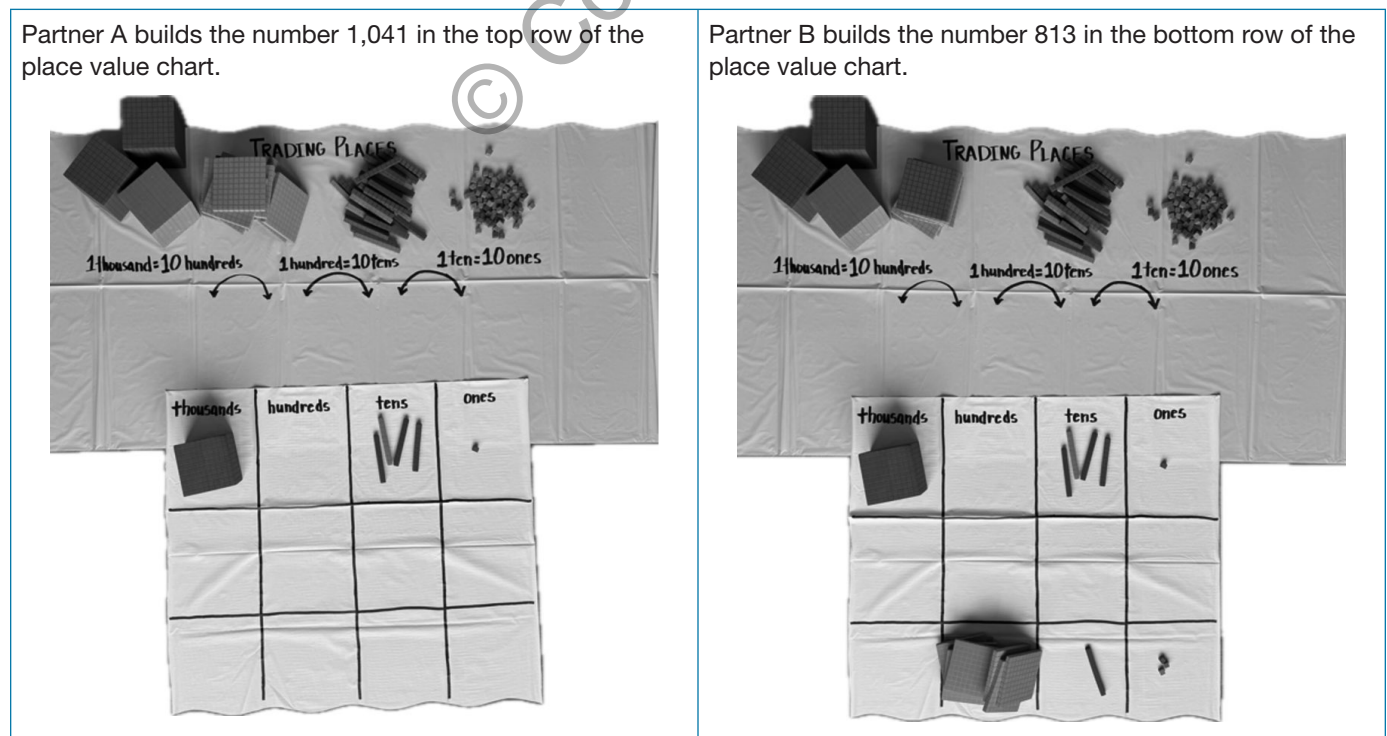 © Co
Partner A builds the number 1,041 in the top row of the
place value chart.
TRADING PLACES
1 thousand=10 hundreds
1 hundred=10 tens
1 ten=10 ones
thousands
hundreds
tens
ones
Partner B builds the number 813 in the bottom row of the
place value chart.
TRADING PLACES
1 thousand=10 hundreds
1 hundred=10 tens
1 ten=10 ones
thousands
hundreds
tens
ones